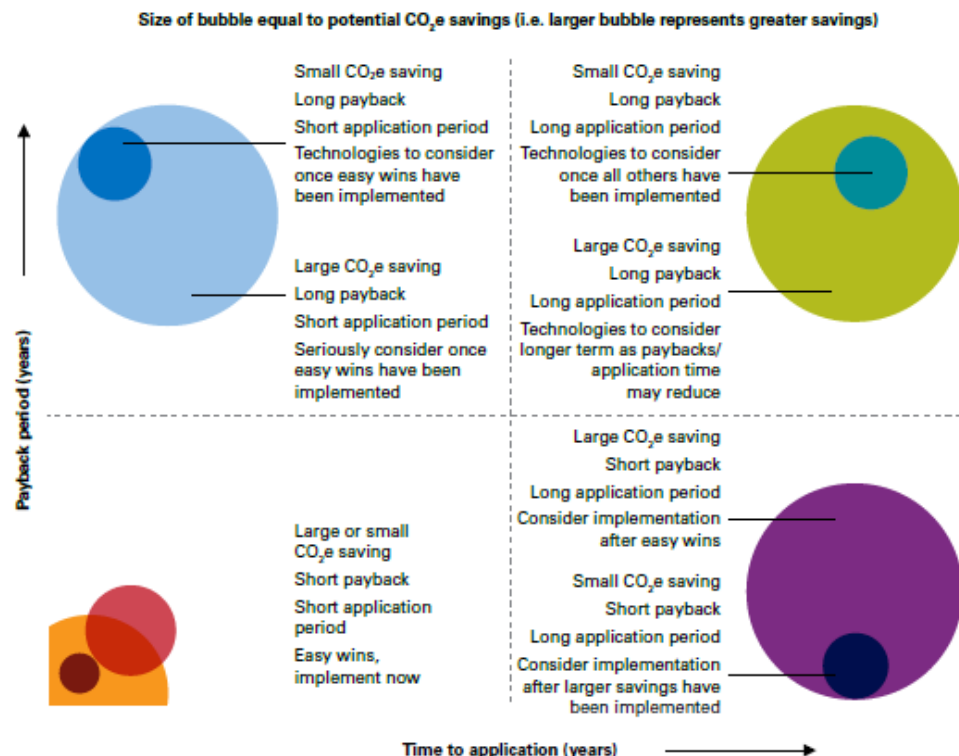 Size of bubble equal to potential CO₂e savings (i.e. larger bubble represents greater savings)
Small CO₂e saving
Long payback
Short application period
Technologies to consider
once easy wins have
been implemented
Large CO₂e saving
Long payback
Short application period
Seriously consider once
easy wins have been
implemented
Small CO₂e saving
Long payback
Long application period
Technologies to consider
once all others have
been implemented
Large CO₂e saving
Long payback
Long application period
Technologies to consider
longer term as paybacks/
application time
may reduce
Payback period (years)
Large or small
CO₂e saving
Short payback
Short application
period
Easy wins,
implement now
Large CO₂e saving
Short payback
Long application period
Consider implementation
after easy wins
Small CO₂e saving
Short payback
Long application period
Consider implementation
after larger savings have
been implemented
Time to application (years)